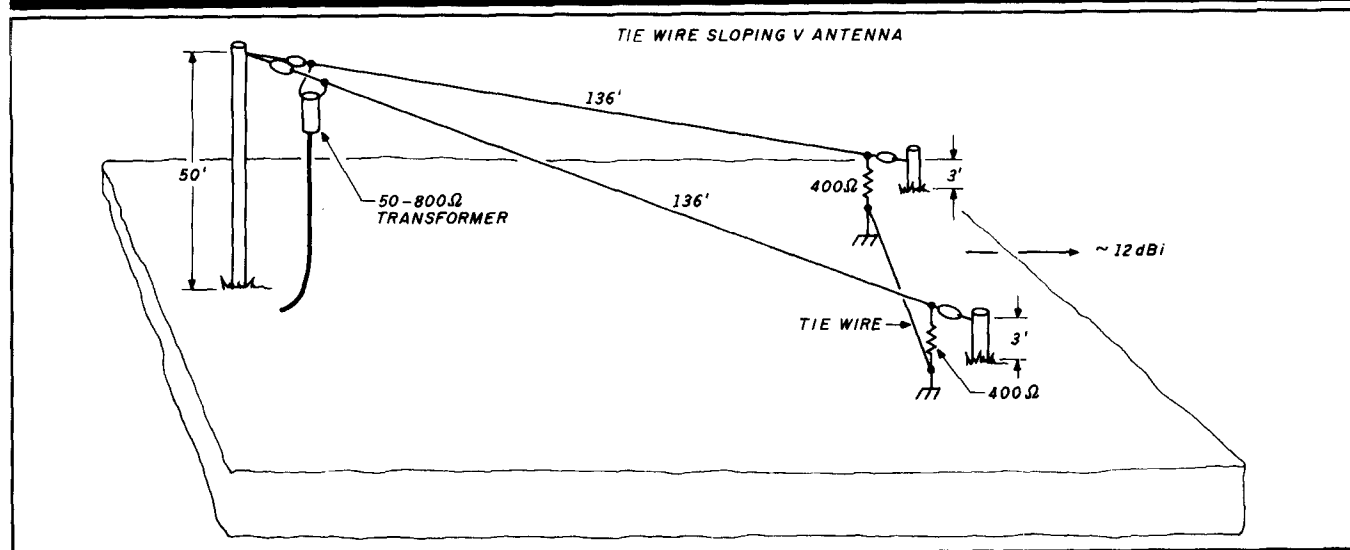 TIE WIRE SLOPING V ANTENNA
136'
50'
50-800Ω
TRANSFORMER
400Ω
3'
136'
~ 12dBi
TIE WIRE
3'
400Ω